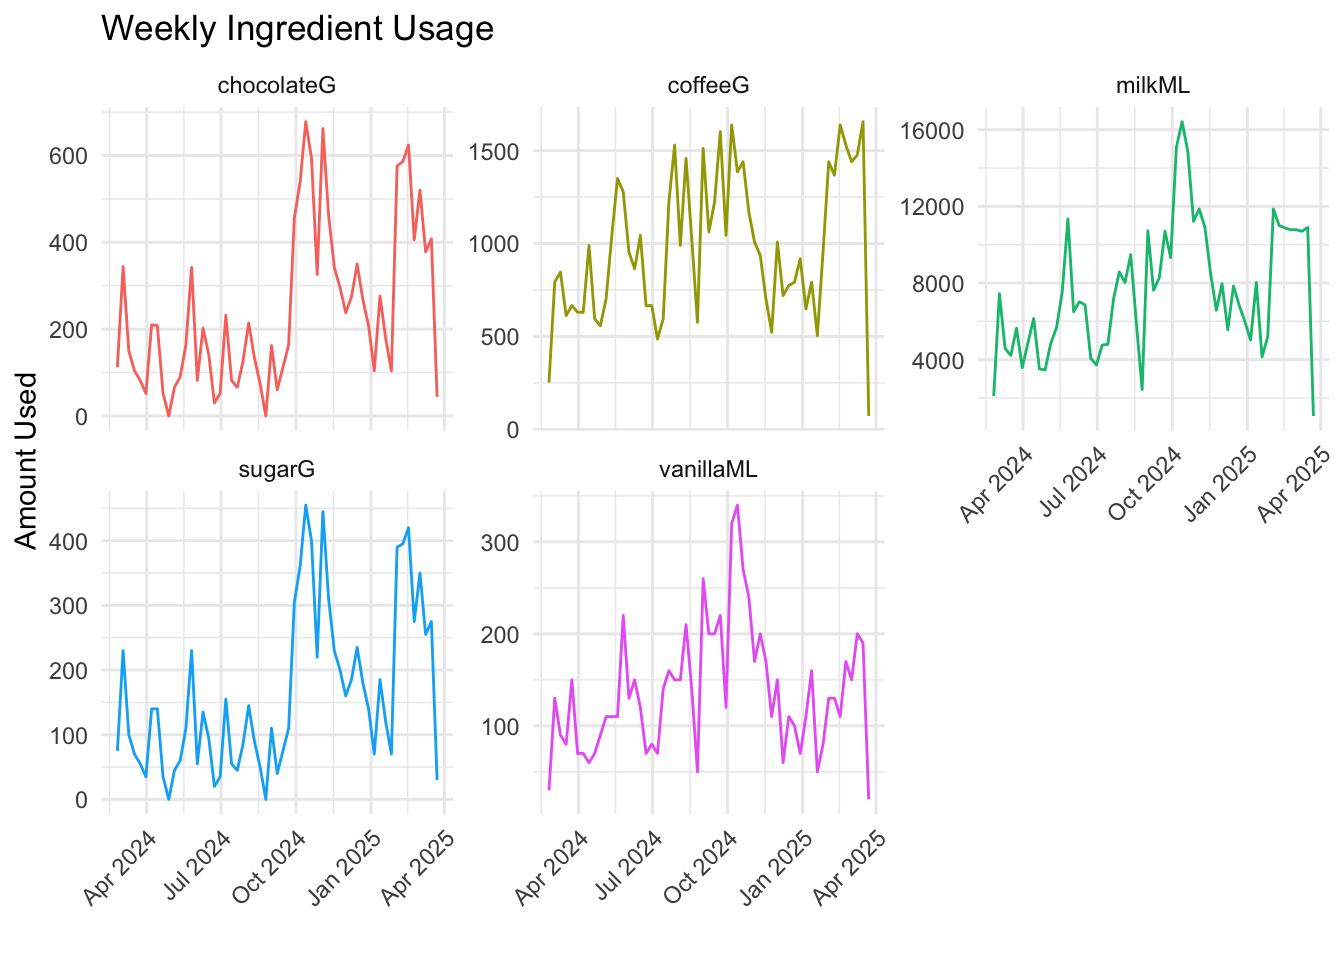 Weekly Ingredient Usage
chocolateG
coffeeG
milkML
600
400
200
0
1500
1000
500
0
16000
12000
8000
4000
Apr 2024
Jul 2024
Oct 2024
Jan 2025
Apr 2025
Amount Used
sugarG
vanillaML
400
300
200
100
0
300
200
100
Apr 2024
Jul 2024
Oct 2024
Jan 2025
Apr 2025
Apr 2024
Jul 2024
Oct 2024
Jan 2025
Apr 2025